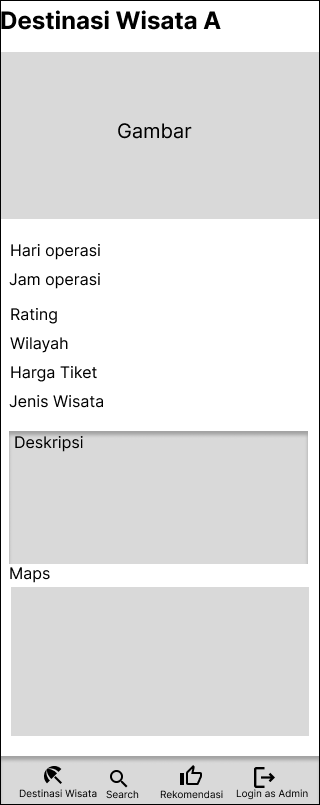 Destinasi Wisata A
Gambar
Hari operasi
Jam operasi
Rating
Wilayah
Harga Tiket
Jenis Wisata
Deskripsi
Maps
Destinasi Wisata
Search
Rekomendasi
Login as Admin